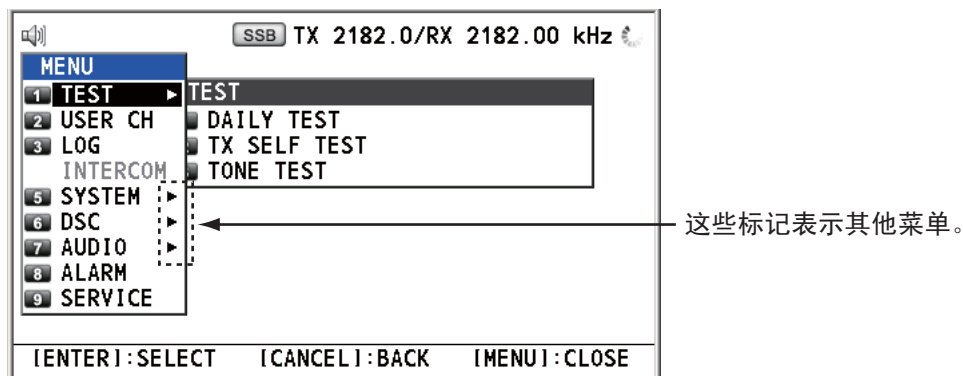 SSB TX 2182.0/RX 2182.00 kHz
MENU
1 TEST ▶
2 USER CH
3 LOG
INTERCOM
5 SYSTEM ▶
6 DSC ▶
7 AUDIO ▶
8 ALARM
9 SERVICE
TEST
DAILY TEST
TX SELF TEST
TONE TEST
这些标记表示其他菜单。
[ENTER]:SELECT [CANCEL]:BACK [MENU]:CLOSE